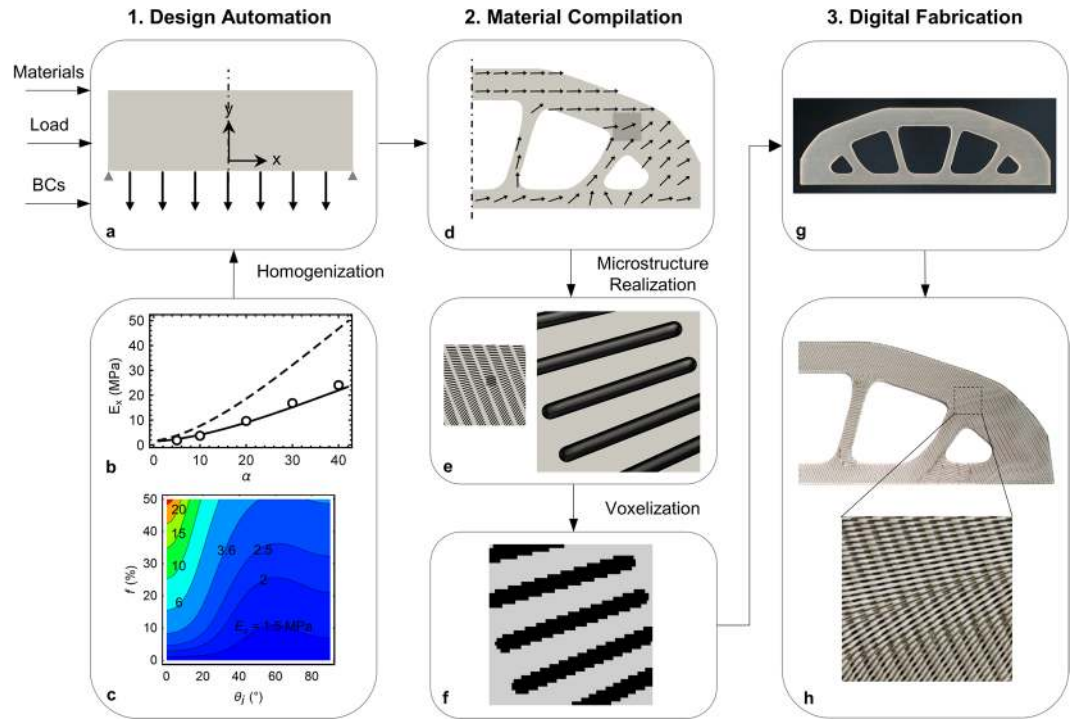 1. Design Automation
2. Material Compilation
3. Digital Fabrication
Materials
Load
BCs
y
x
a
d
g
Homogenization
Microstructure
Realization
50
40
30
20
10
0
E_x (MPa)
0 10 20 30 40
α
b
e
50
40
30
20
10
0
f (%)
20
15
10
6
3.6
2.5
2
E_x = 1.5 MPa
0 20 40 60 80
θ_j (°)
c
Voxelization
f
h